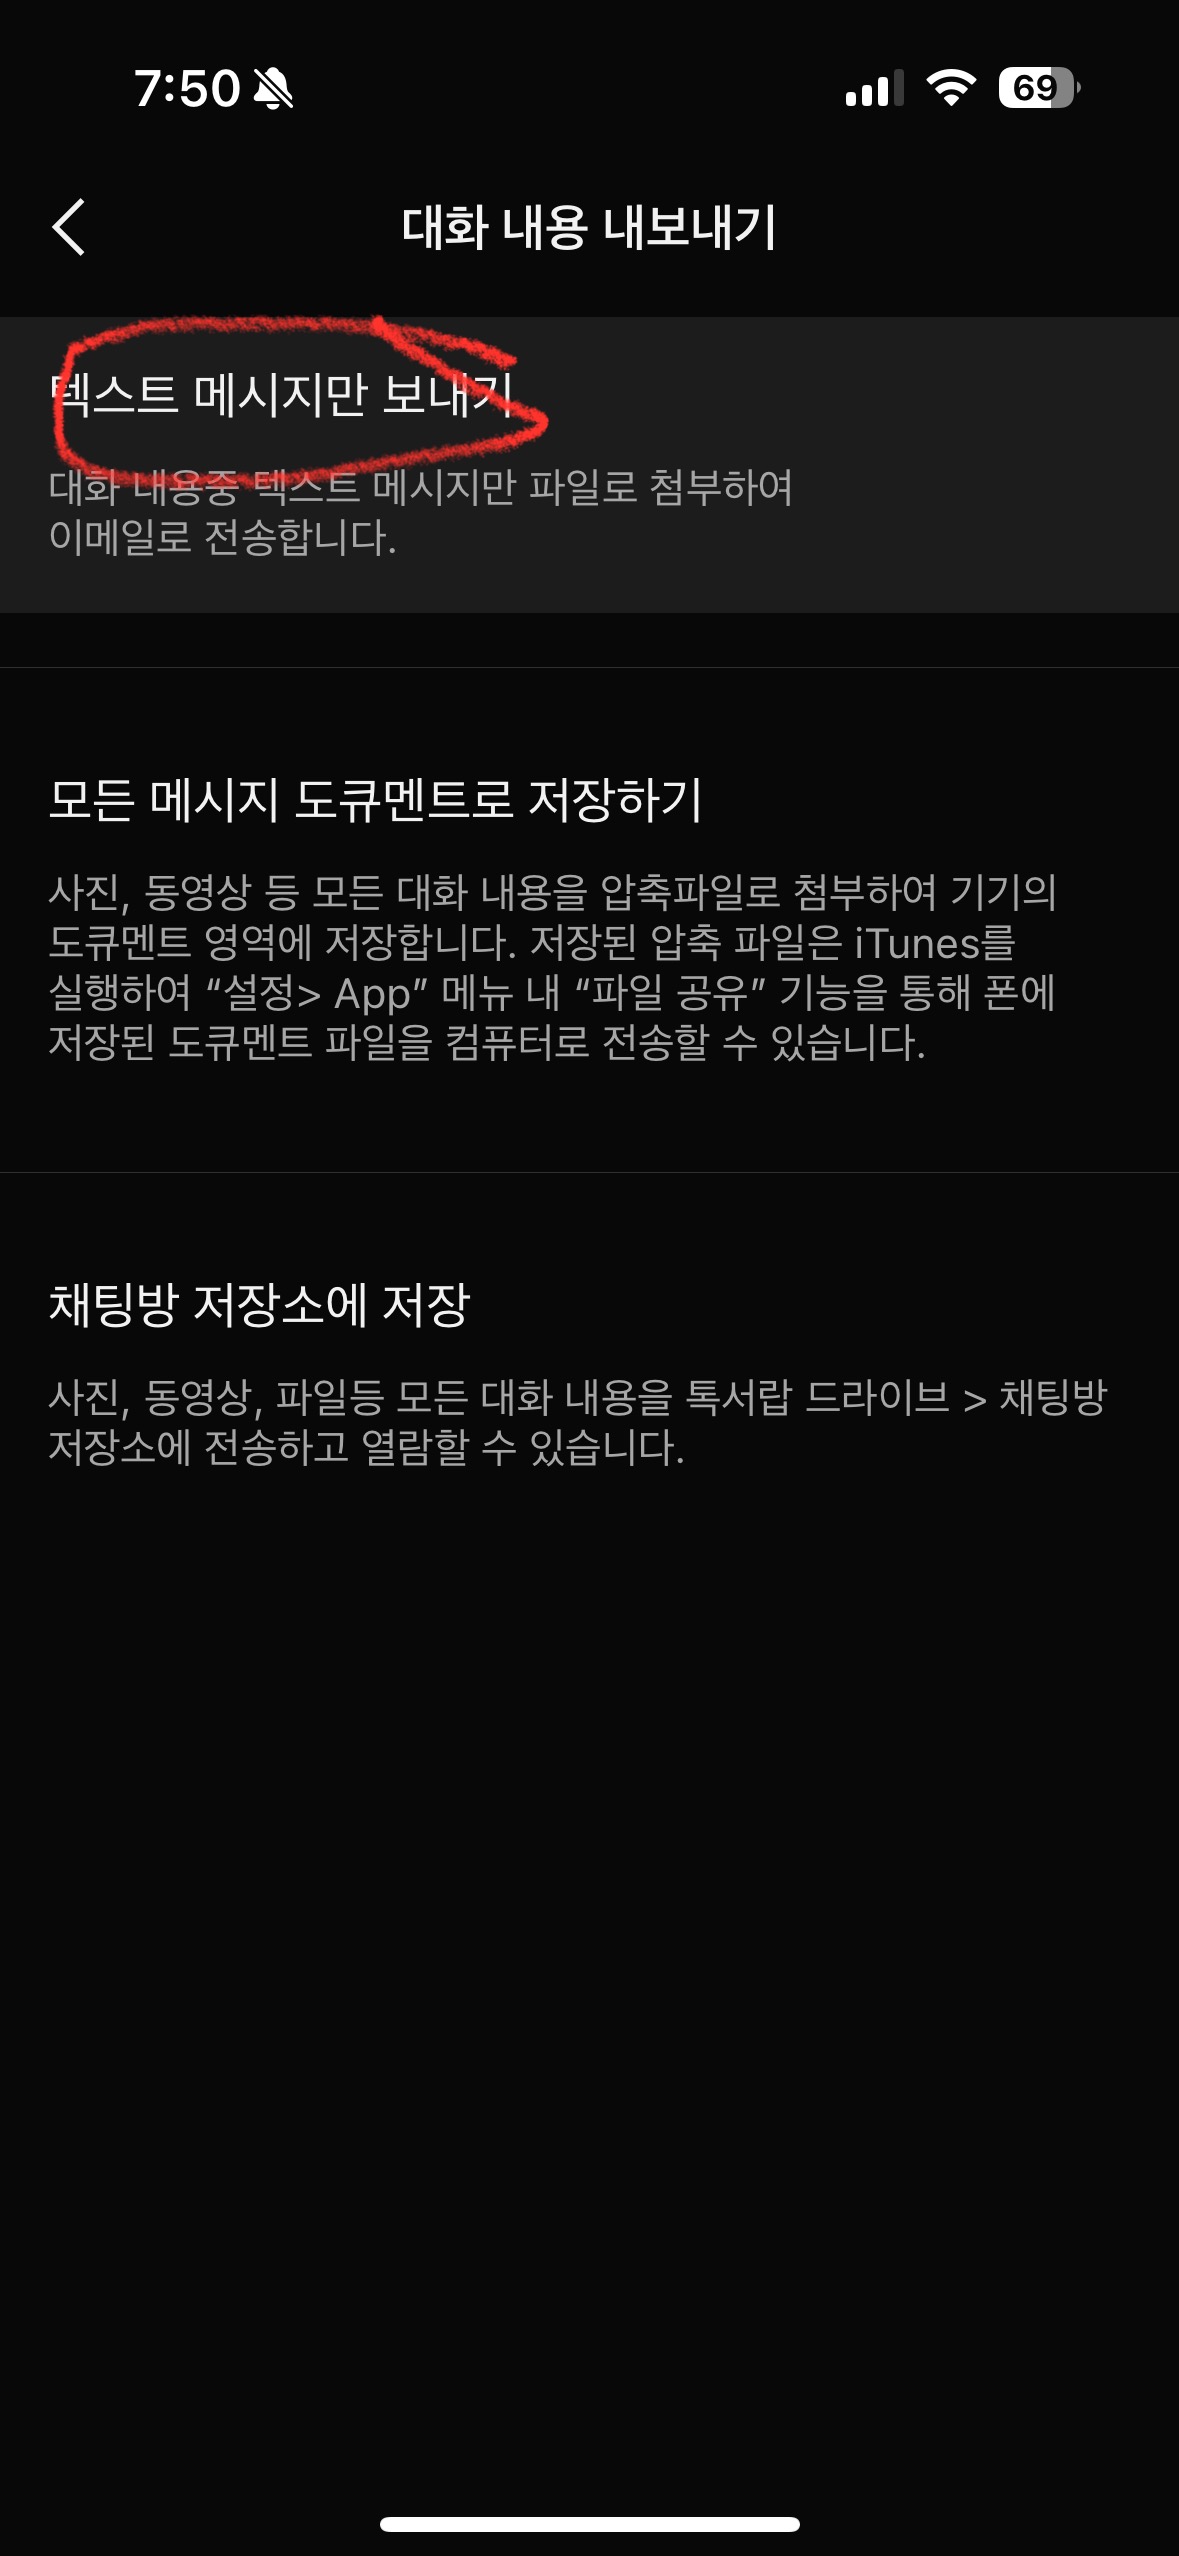 7:50
69
대화 내용 내보내기
텍스트 메시지만 보내기
대화 내용중 텍스트 메시지만 파일로 첨부하여
이메일로 전송합니다.
모든 메시지 도큐멘트로 저장하기
사진, 동영상 등 모든 대화 내용을 압축파일로 첨부하여 기기의
도큐멘트 영역에 저장합니다. 저장된 압축 파일은 iTunes를
실행하여 “설정> App” 메뉴 내 “파일 공유” 기능을 통해 폰에
저장된 도큐멘트 파일을 컴퓨터로 전송할 수 있습니다.
채팅방 저장소에 저장
사진, 동영상, 파일등 모든 대화 내용을 톡서랍 드라이브 > 채팅방
저장소에 전송하고 열람할 수 있습니다.